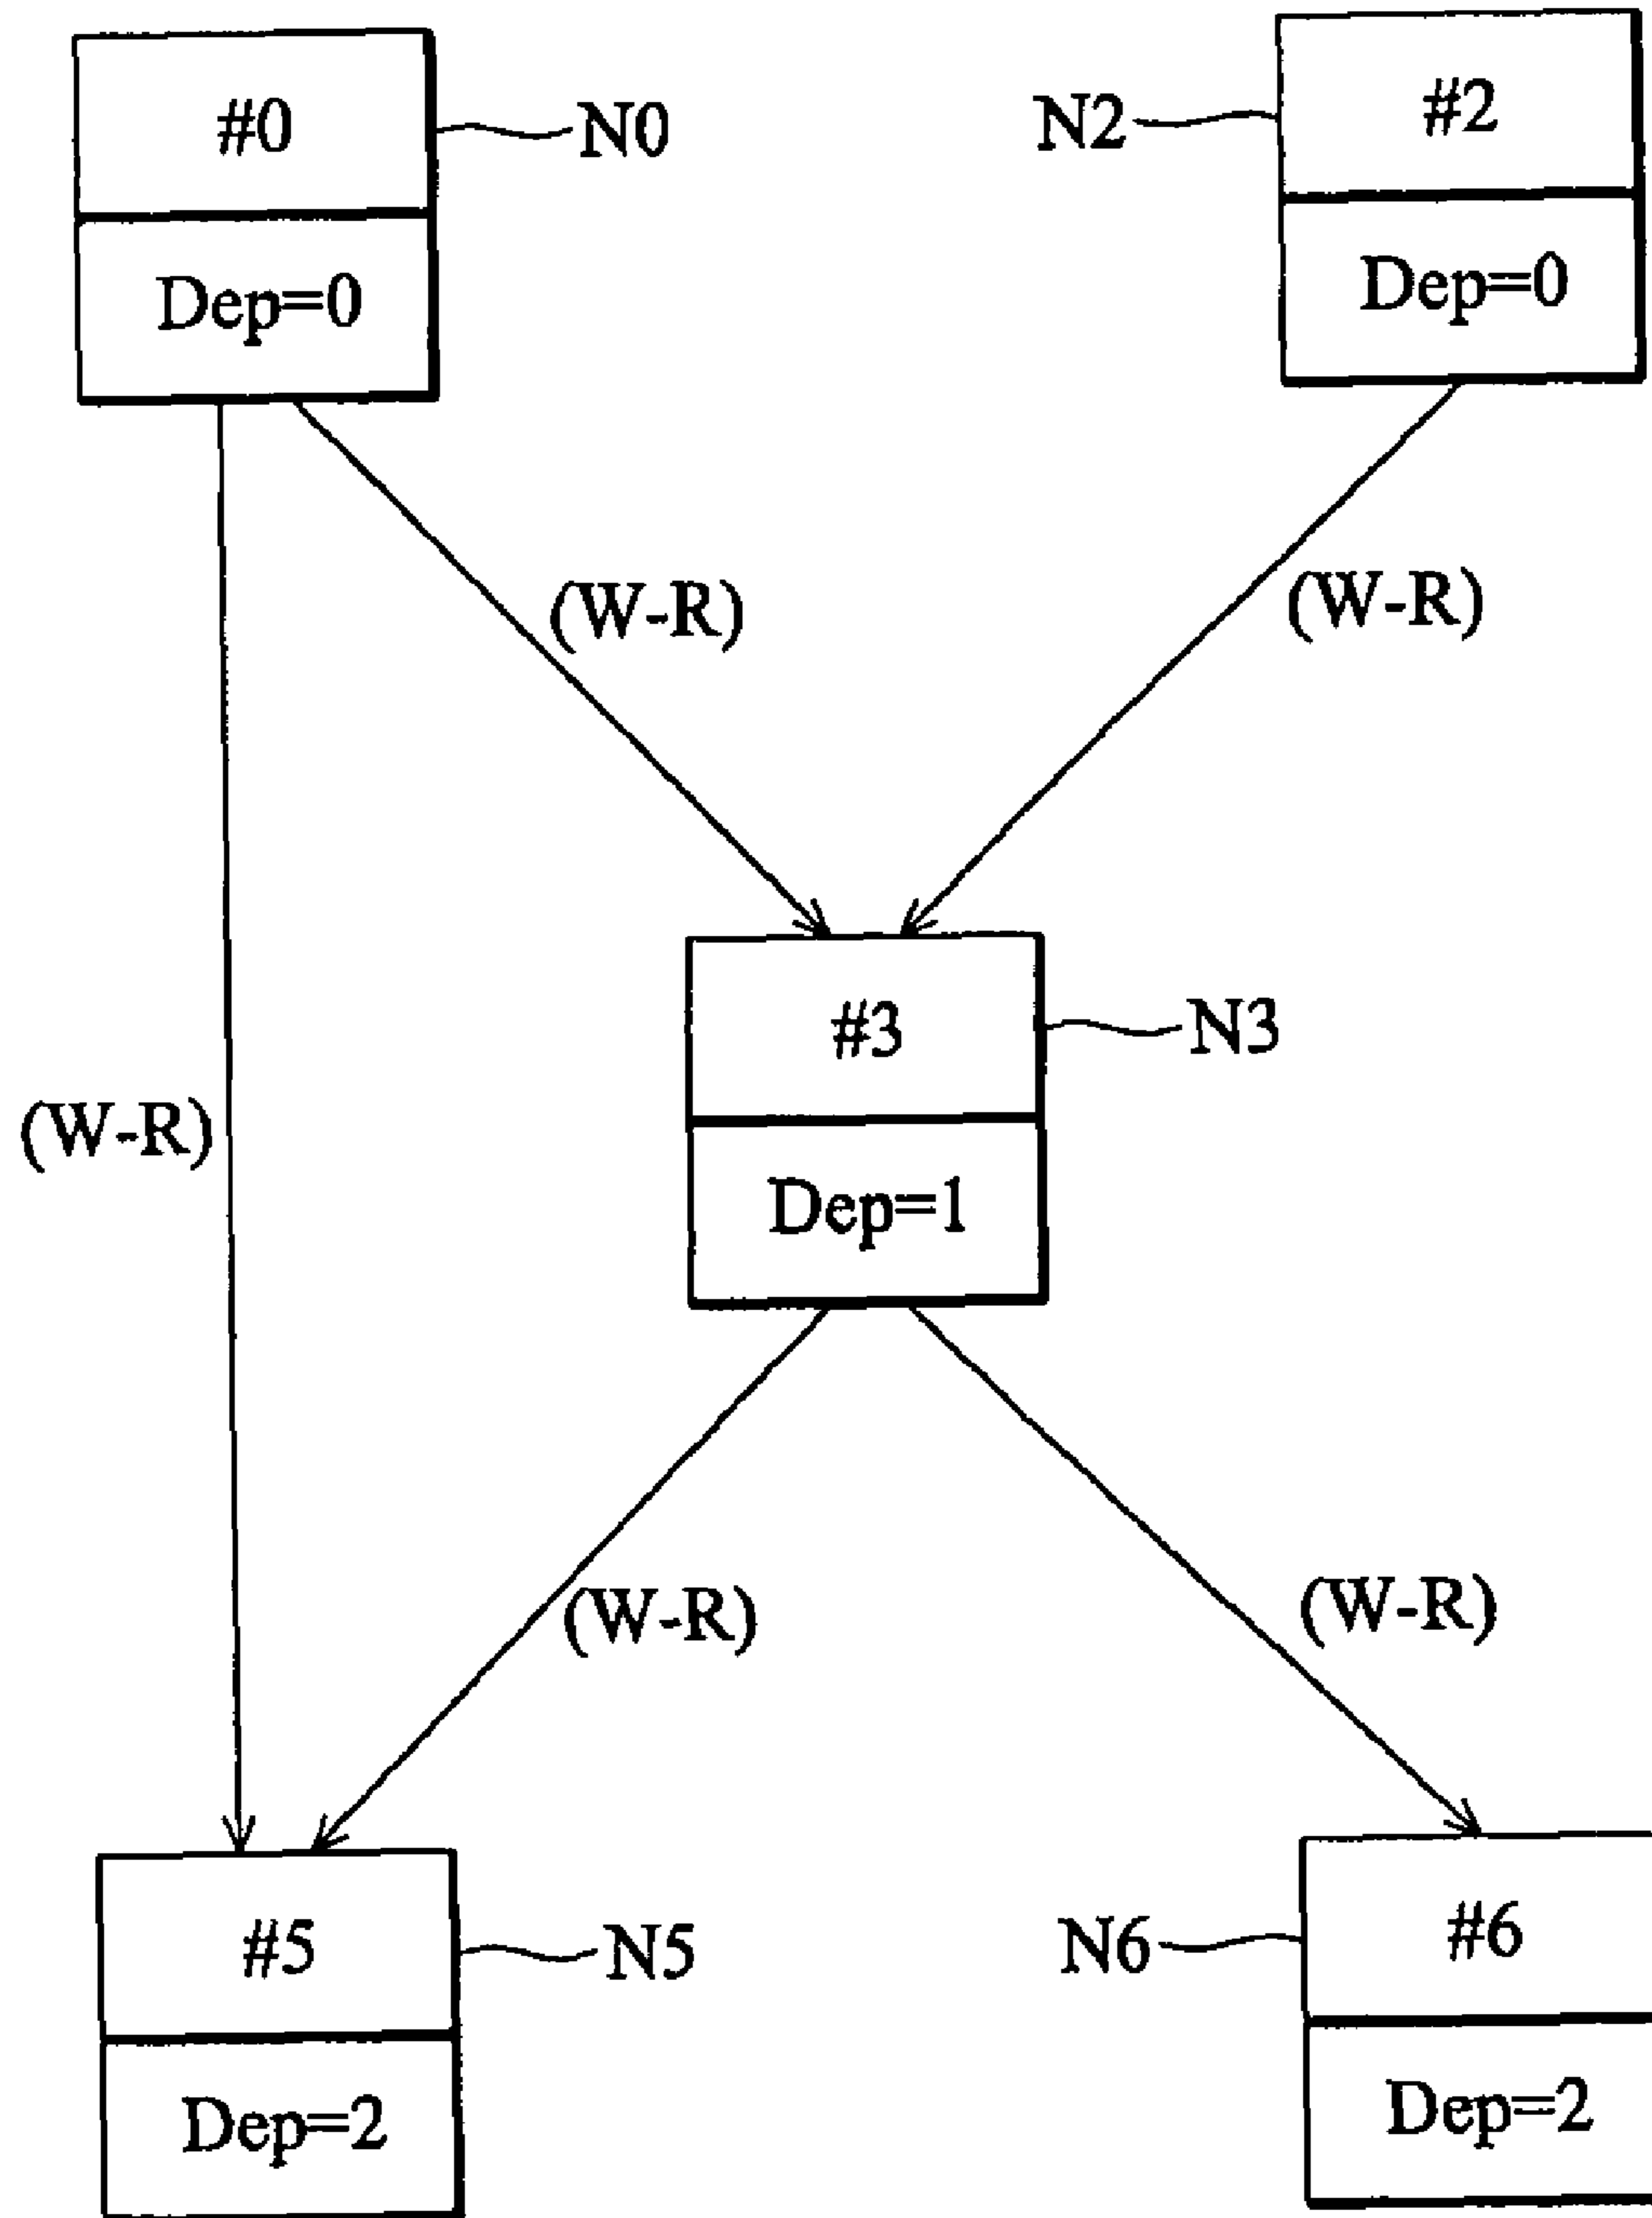 #0
N0
N2
#2
Dep=0
Dep=0
(W-R)
(W-R)
#3
N3
(W-R)
Dep=1
(W-R)
(W-R)
#5
N5
N6
#6
Dep=2
Dep=2